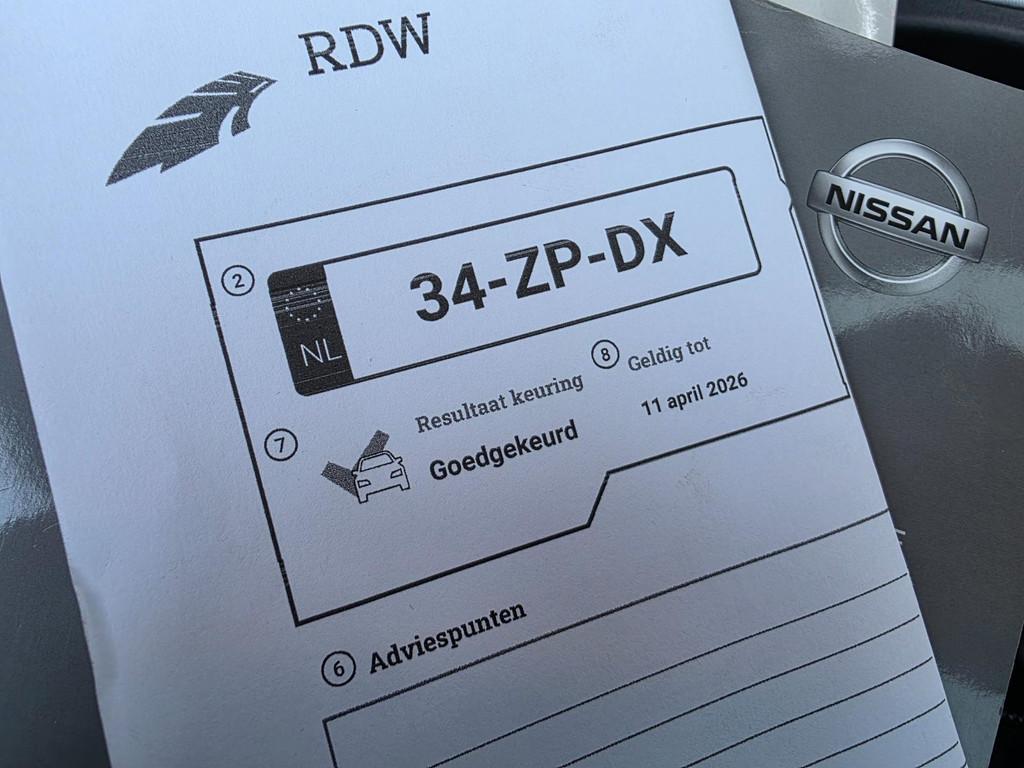 RDW
NISSAN
2
NL
34-ZP-DX
8 Geldig tot
11 april 2026
7
Resultaat keuring
Goedgekeurd
6 Adviespunten